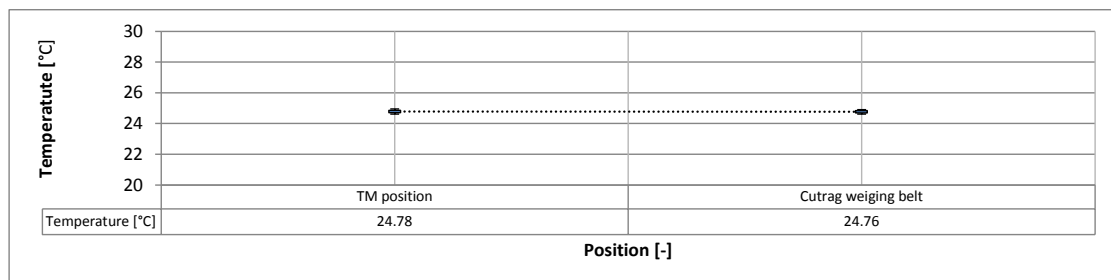 Temperatute [°C]
30
28
26
24
22
20
TM position Cutrag weiging belt
Temperature [°C] 24.78 24.76
Position [-]